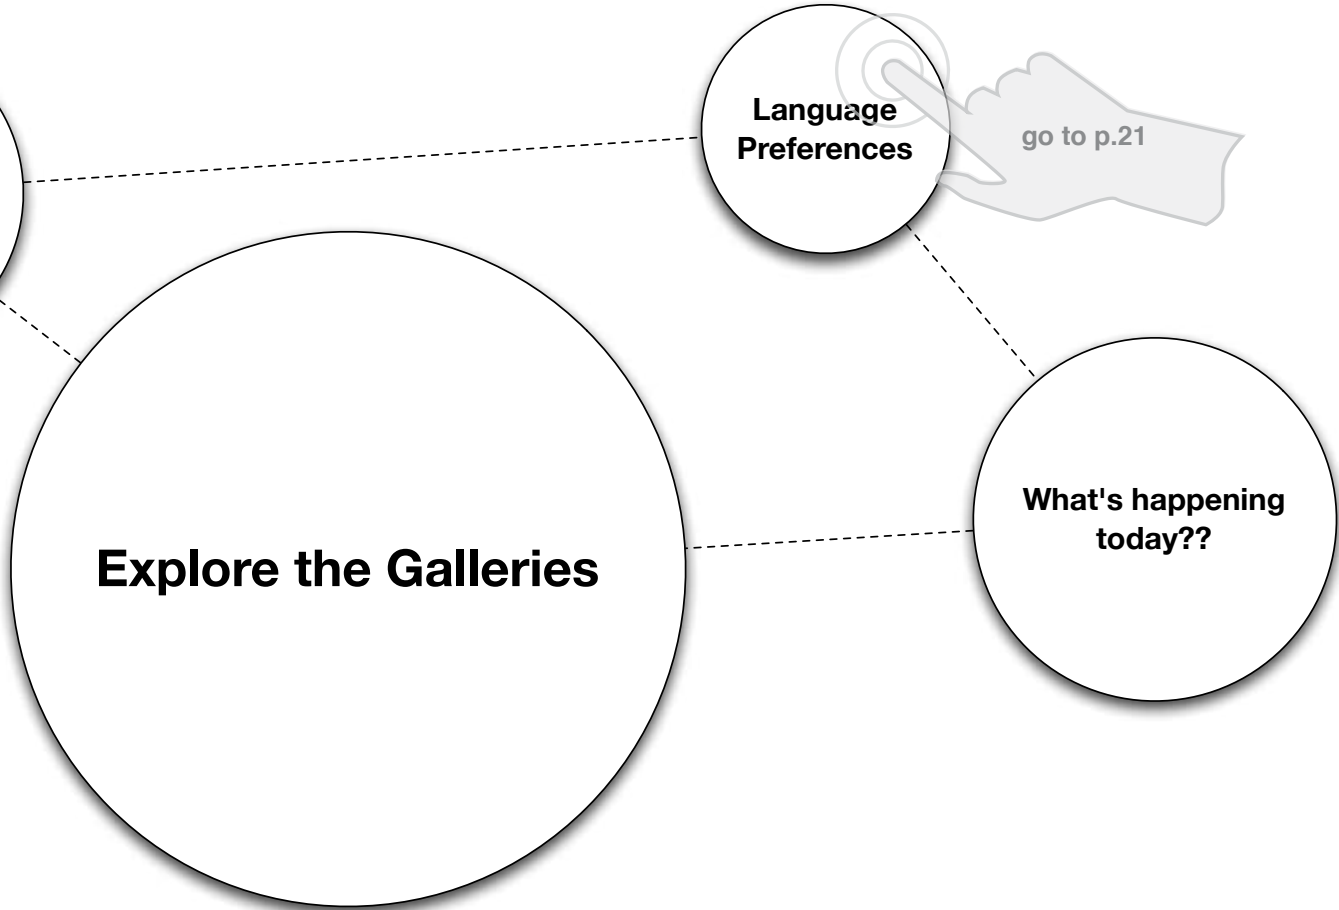 Language
Preferences
go to p.21
What's happening
today??
Explore the Galleries